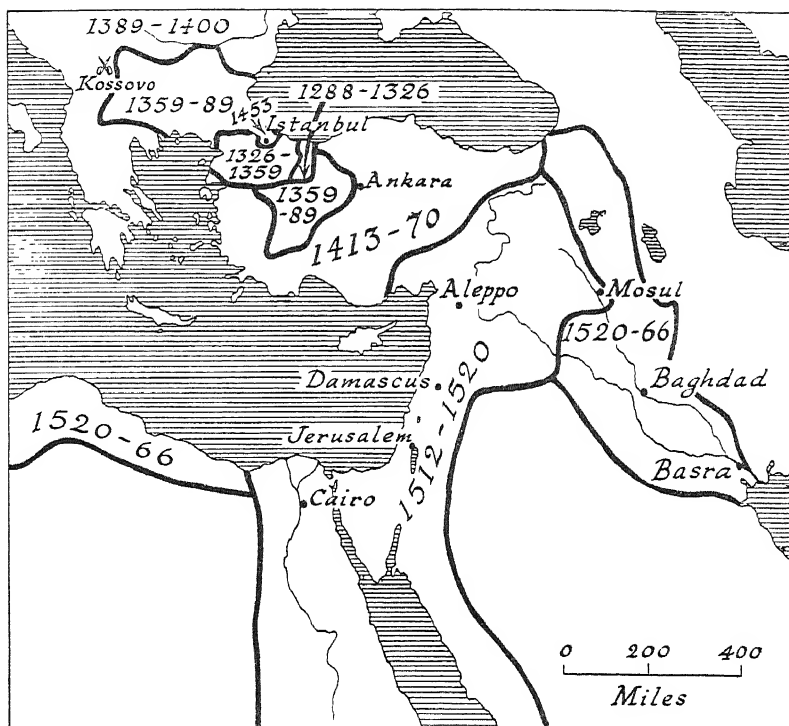 1389-1400
Kossovo
1359-89
1453
1288-1326
Istanbul
1326-
1359
1359
-89
Ankara
1413-70
Aleppo
Mosul
1520-66
Damascus
Baghdad
1520-66
Jerusalem
1512-1520
Basra
Cairo
0 200 400
Miles